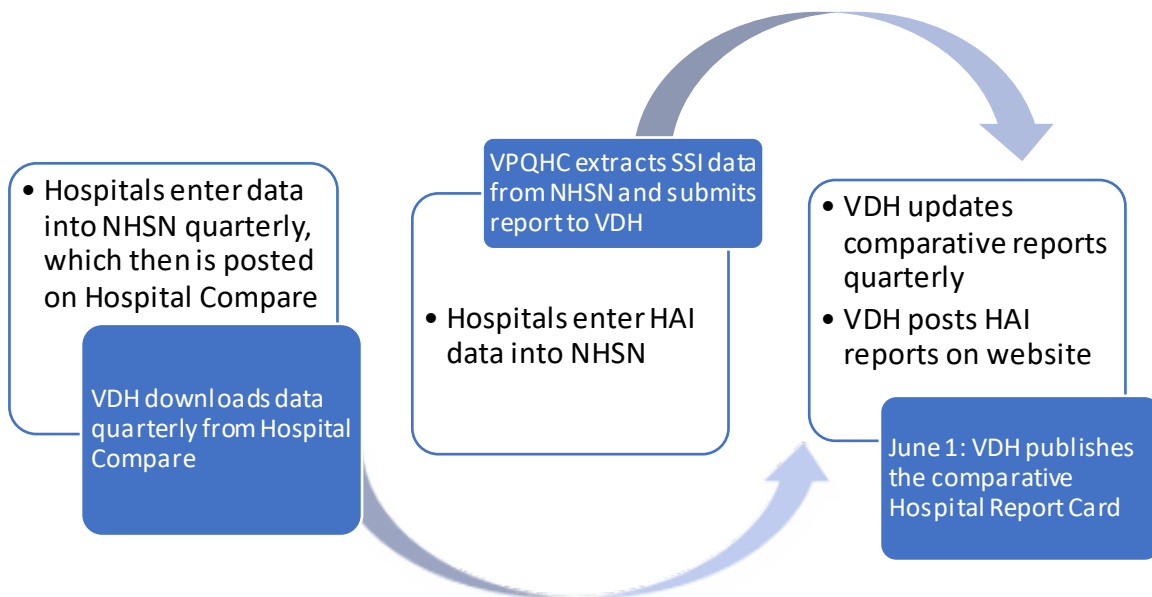 • Hospitals enter data
into NHSN quarterly,
which then is posted
on Hospital Compare
VDH downloads data
quarterly from Hospital
Compare
VPQHC extracts SSI data
from NHSN and submits
report to VDH
• Hospitals enter HAI
data into NHSN
• VDH updates
comparative reports
quarterly
• VDH posts HAI
reports on website
June 1: VDH publishes
the comparative
Hospital Report Card